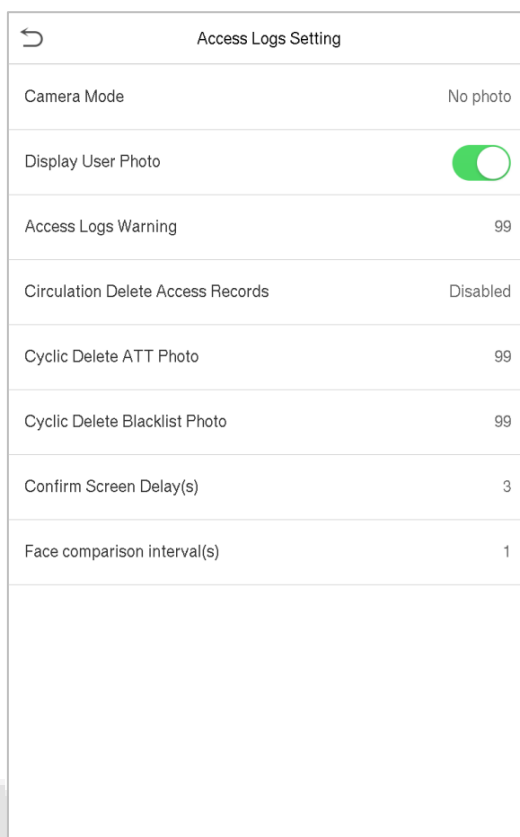 Access Logs Setting
Camera Mode No photo
Display User Photo
Access Logs Warning 99
Circulation Delete Access Records Disabled
Cyclic Delete ATT Photo 99
Cyclic Delete Blacklist Photo 99
Confirm Screen Delay(s) 3
Face comparison interval(s) 1